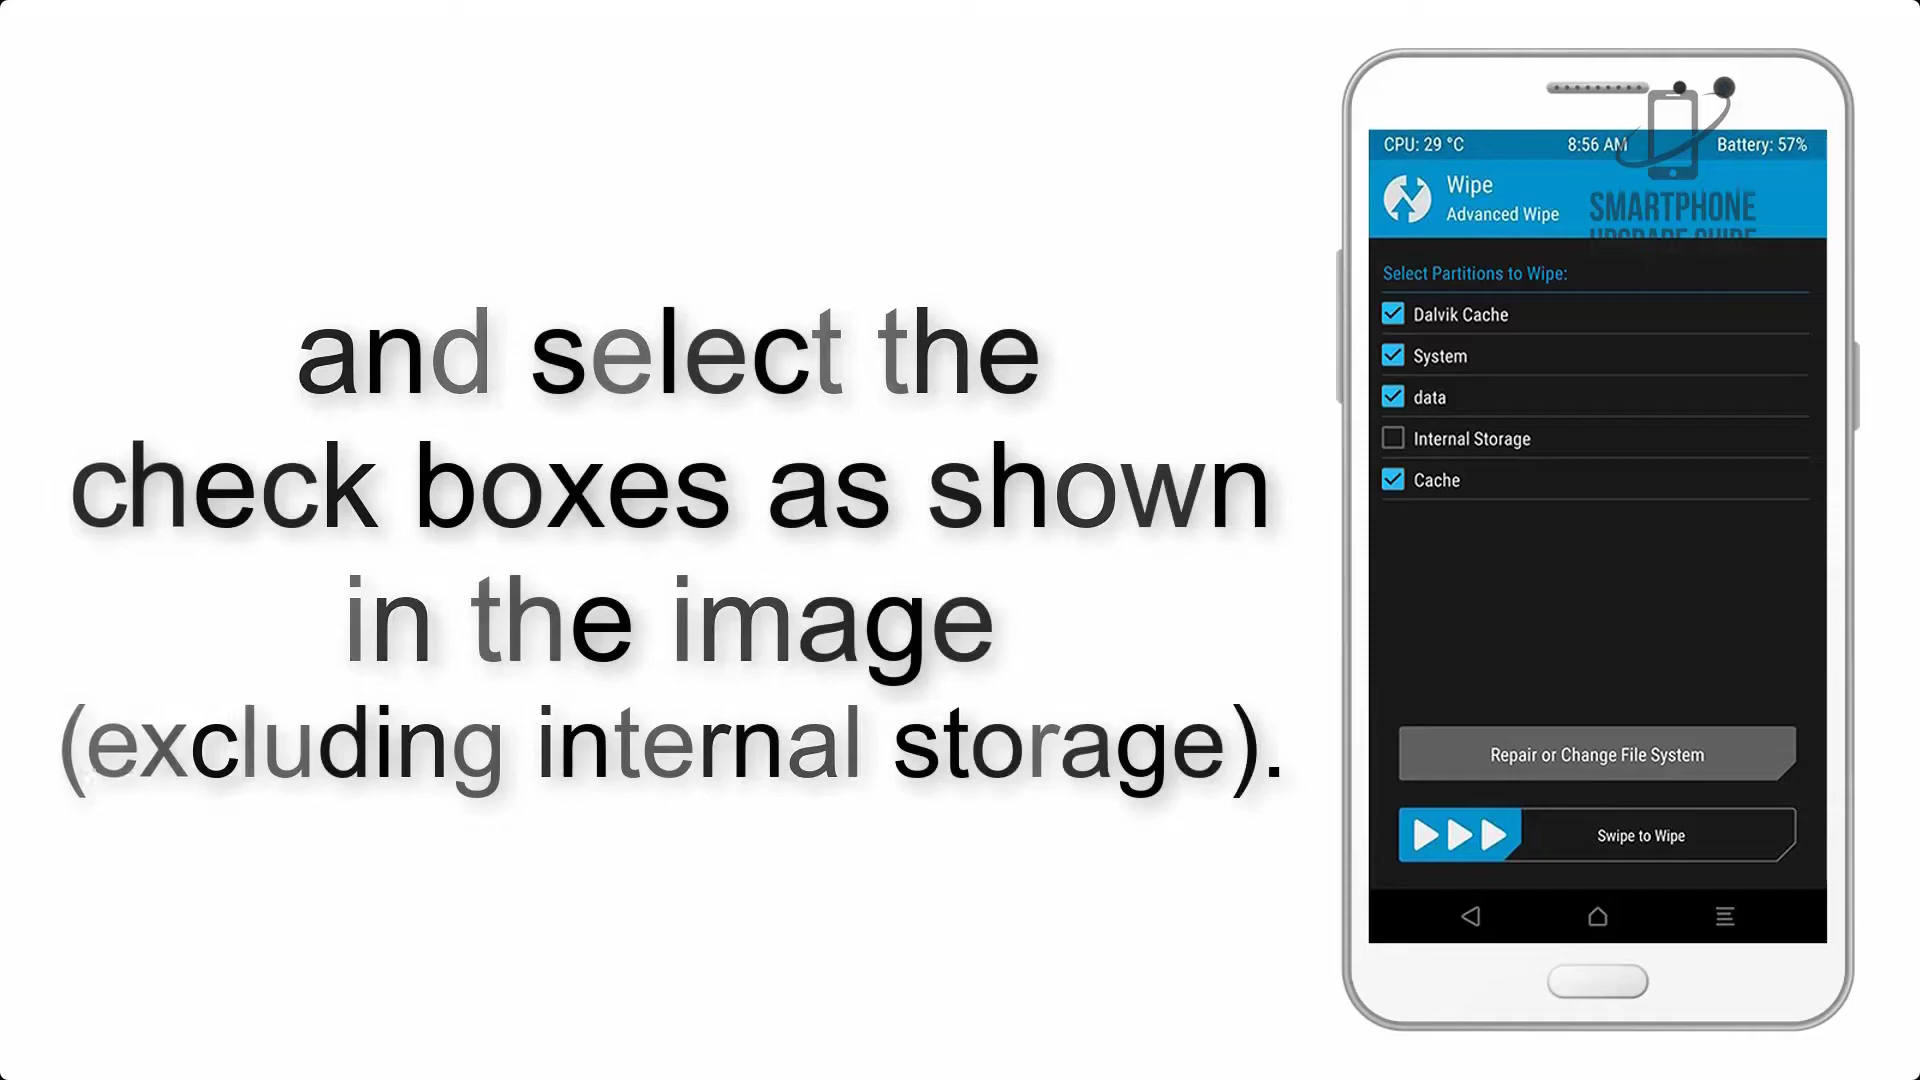 and select the
check boxes as shown
in the image
(excluding internal storage).
CPU: 29 °C 8:56 AM Battery: 57%
Wipe
Advanced Wipe
SMARTPHONE
UPGRADE GUIDE
Select Partitions to Wipe:
Dalvik Cache
System
data
Internal Storage
Cache
Repair or Change File System
Swipe to Wipe